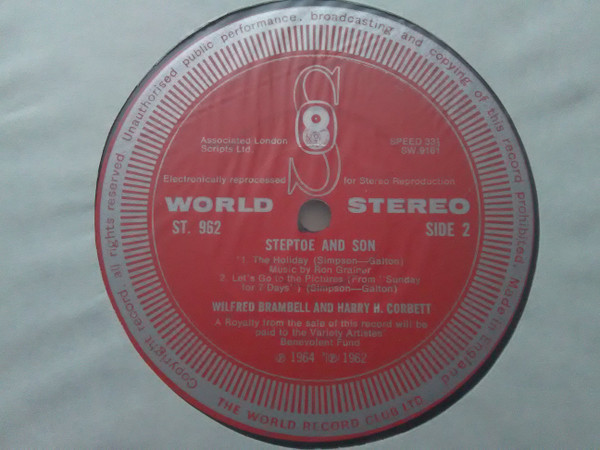 Copyright record all rights reserved. Unauthorised public performance, broadcasting and copying of this record prohibited. Made in England
S
8
Associated London
Scripts Ltd.
SPEED 33⅓
SW.9161
Electronically reprocessed for Stereo Reproduction
WORLD STEREO
ST. 962
SIDE 2
STEPTOE AND SON
1. The Holiday (Simpson—Galton)
Music by Ron Grainer
2. Let's Go to the Pictures (From 'Sunday
for 7 Days') (Simpson—Galton)
WILFRED BRAMBELL AND HARRY H. CORBETT
A Royalty from the sale of this record will be
paid to the Variety Artistes'
Benevolent Fund
℗ 1964 1962
THE WORLD RECORD CLUB LTD.